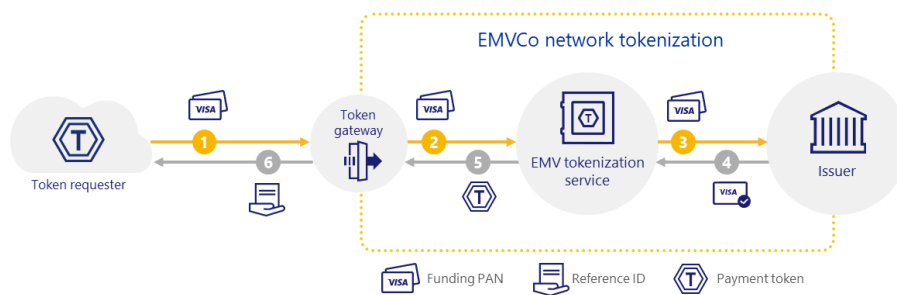 EMVCo network tokenization
VISA
VISA
VISA
Token
gateway
T
T
1
2
3
6
5
4
EMV tokenization
service
Token requester
Issuer
T
VISA
VISA
Funding PAN
Reference ID
T
Payment token